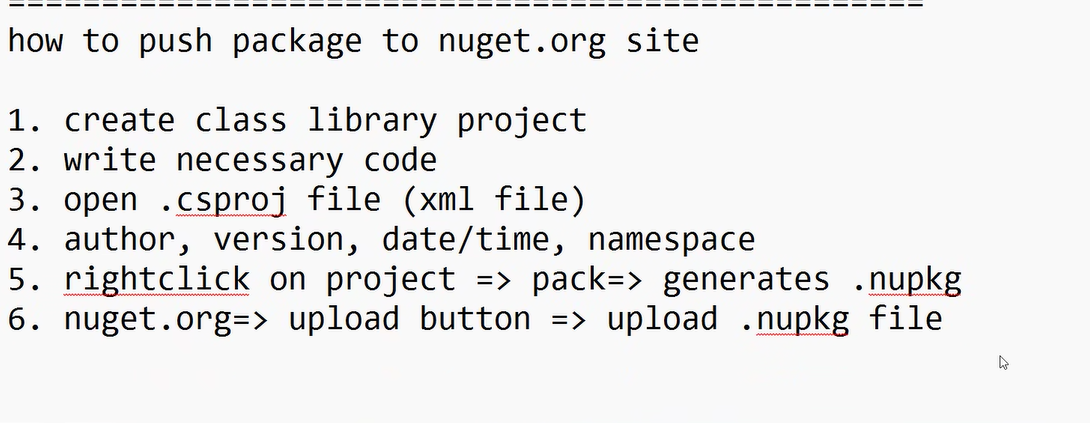 =================================================
how to push package to nuget.org site
1. create class library project
2. write necessary code
3. open .csproj file (xml file)
4. author, version, date/time, namespace
5. rightclick on project => pack=> generates .nupkg
6. nuget.org=> upload button => upload .nupkg file